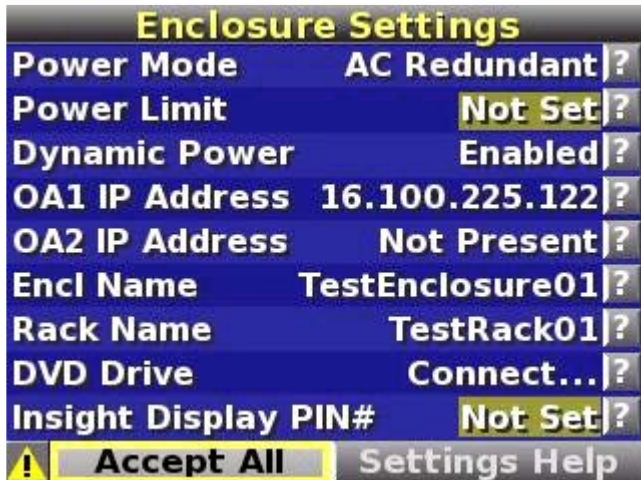 Enclosure Settings
Power Mode AC Redundant ?
Power Limit Not Set ?
Dynamic Power Enabled ?
OA1 IP Address 16.100.225.122 ?
OA2 IP Address Not Present ?
Encl Name TestEnclosure01 ?
Rack Name TestRack01 ?
DVD Drive Connect... ?
Insight Display PIN# Not Set ?
! Accept All Settings Help